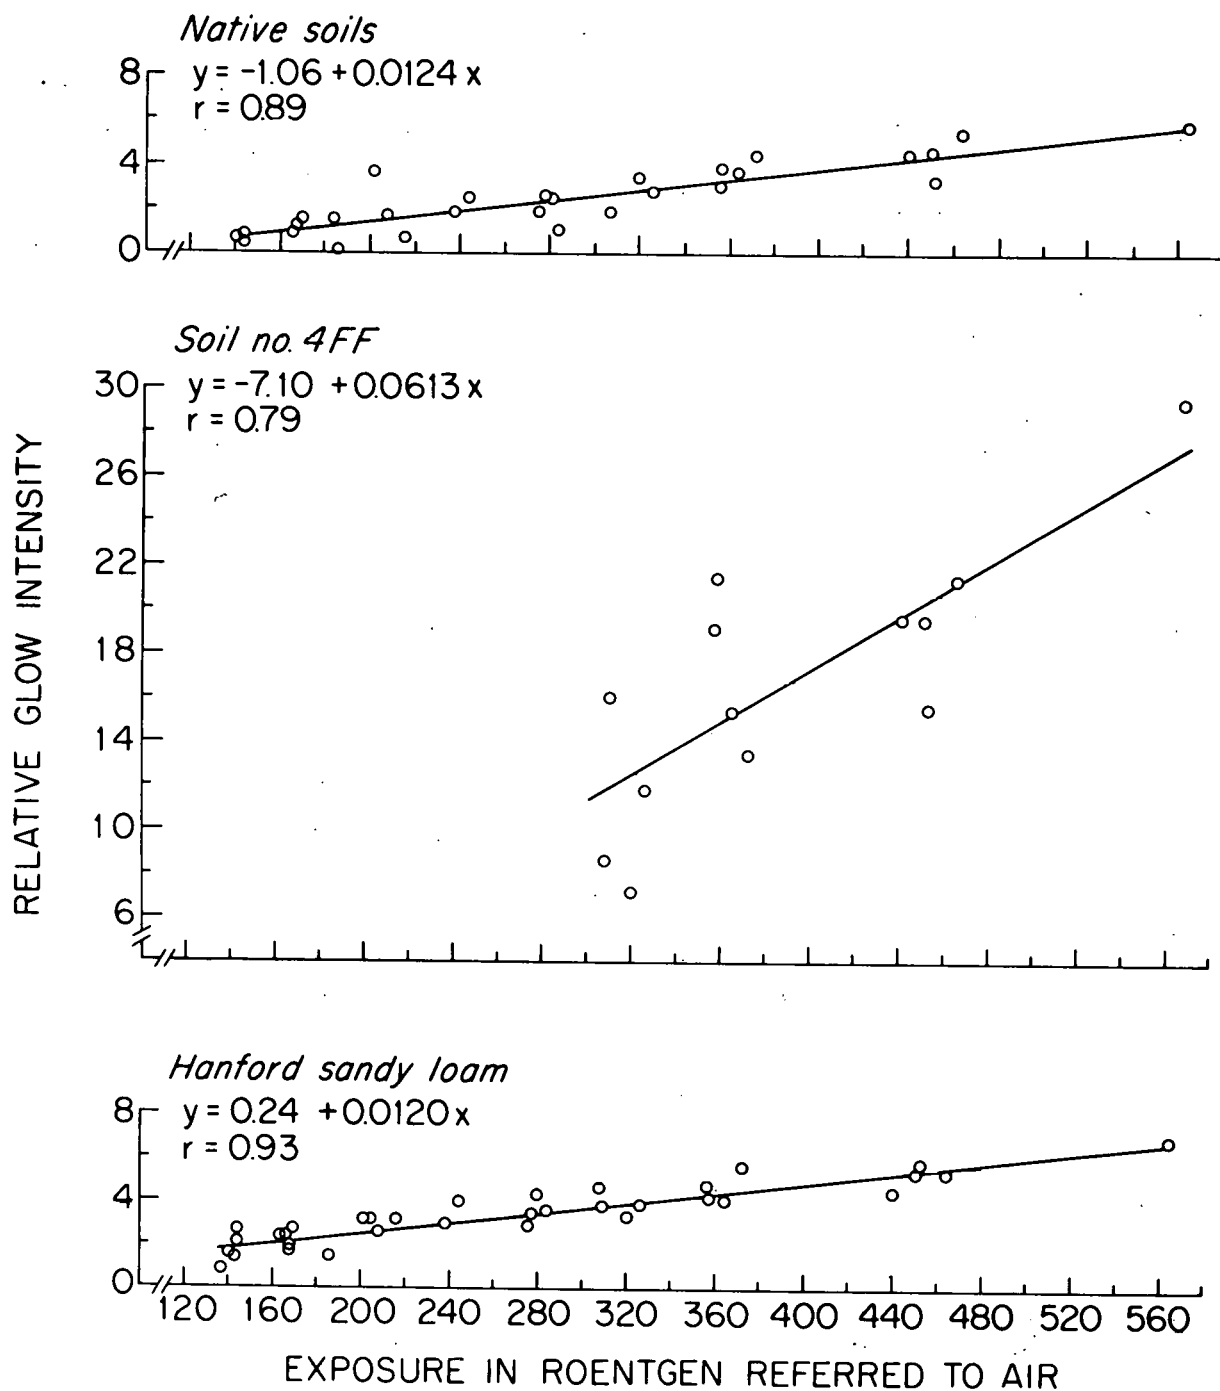 Native soils
y = -1.06 + 0.0124 x
r = 0.89
8
4
0
Soil no. 4FF
y = -7.10 + 0.0613 x
r = 0.79
30
26
22
18
14
10
6
RELATIVE GLOW INTENSITY
Hanford sandy loam
y = 0.24 + 0.0120 x
r = 0.93
8
4
0
120 160 200 240 280 320 360 400 440 480 520 560
EXPOSURE IN ROENTGEN REFERRED TO AIR